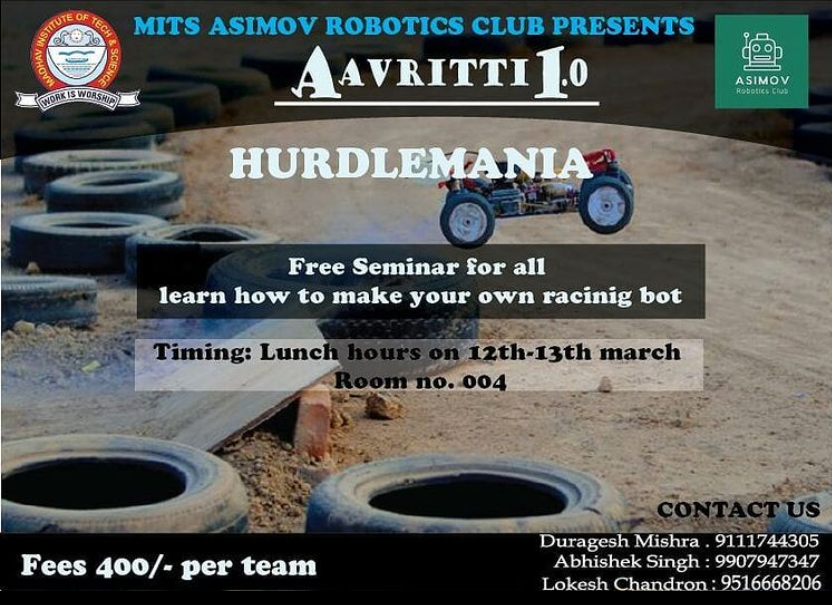 MADHAV INSTITUTE OF TECH & SCIENCE
WORK IS WORSHIP
MITS ASIMOV ROBOTICS CLUB PRESENTS
AAVRITTI 1.0
ASIMOV
Robotics Club
HURDLEMANIA
Free Seminar for all
learn how to make your own racinig bot
Timing: Lunch hours on 12th-13th march
Room no. 004
CONTACT US
Duragesh Mishra . 9111744305
Abhishek Singh : 9907947347
Lokesh Chandron : 9516668206
Fees 400/- per team